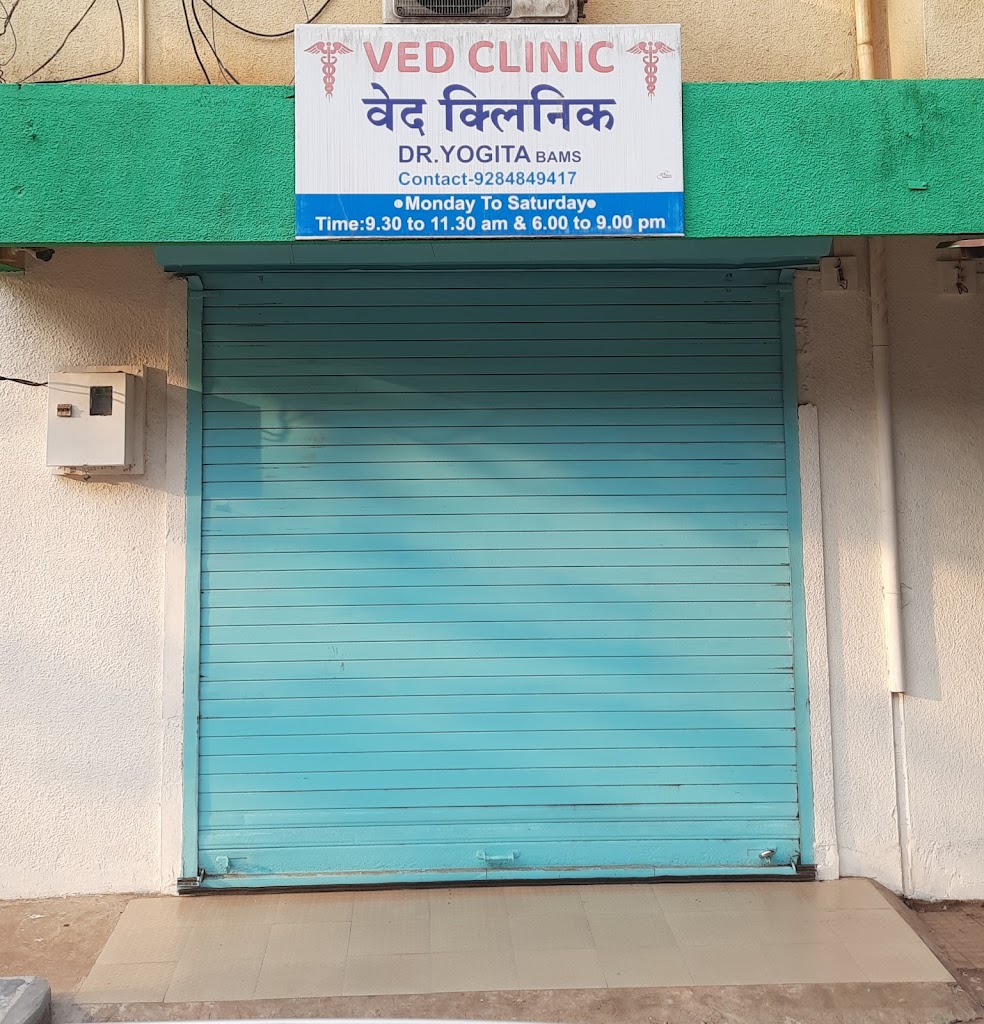 VED CLINIC
वेद क्लिनिक
DR.YOGITA BAMS
Contact-9284849417
•Monday To Saturday•
Time:9.30 to 11.30 am & 6.00 to 9.00 pm